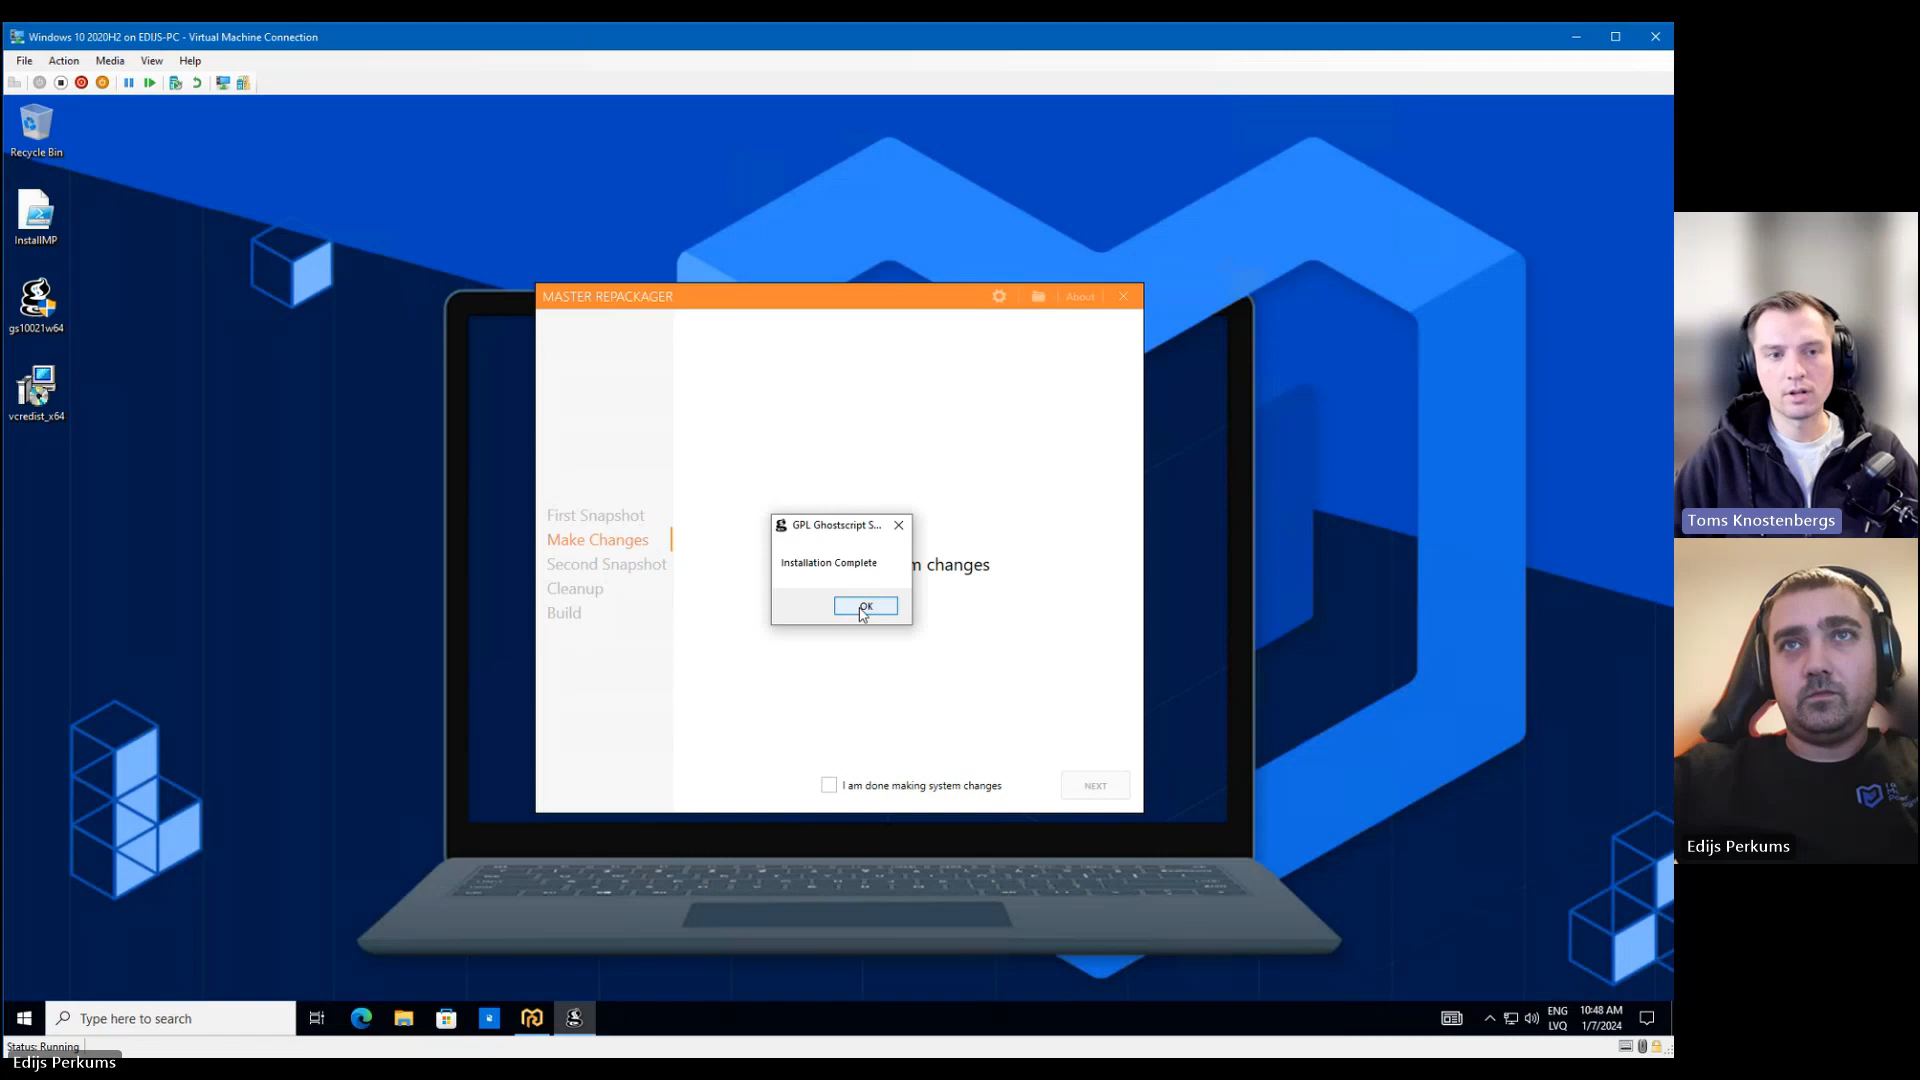 Windows 10 2020H2 on EDIJS-PC - Virtual Machine Connection
File Action Media View Help
Recycle Bin
InstallMP
gs10021w64
vcredist_x64
MASTER REPACKAGER
About
First Snapshot
Make Changes
Second Snapshot
Cleanup
Build
GPL Ghostscript S...
Installation Complete
OK
m changes
I am done making system changes
NEXT
Toms Knostenbergs
Edijs Perkums
Type here to search
ENG
LVQ
10:48 AM
1/7/2024
Status: Running
Edijs Perkums